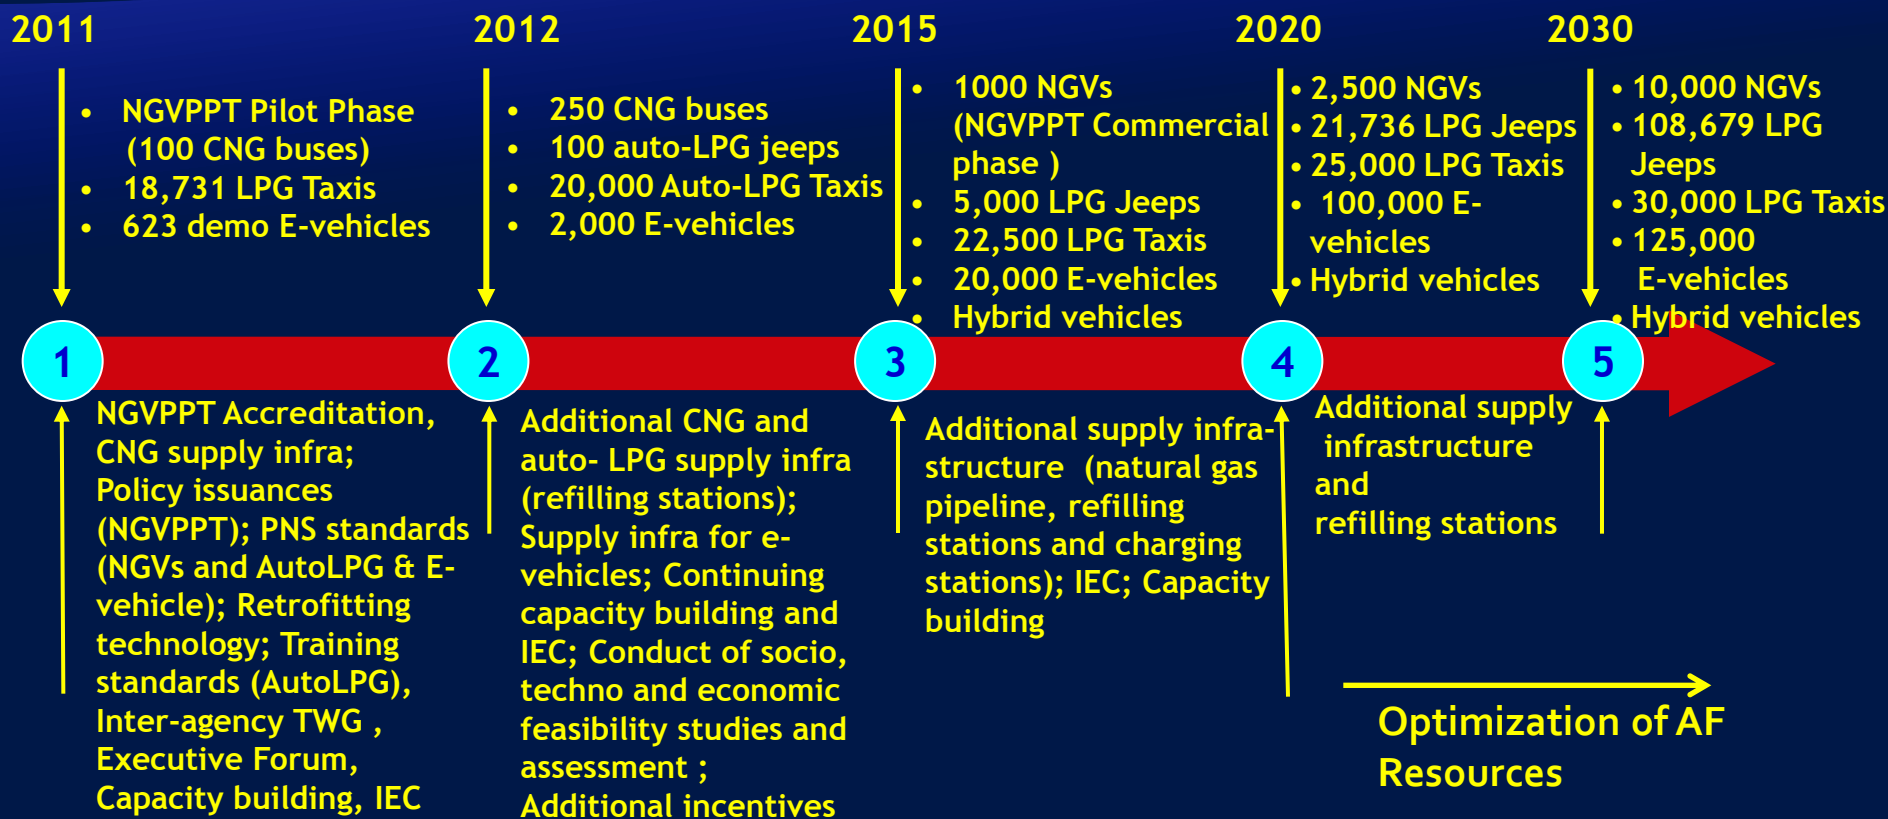 2011
2012
2015
2020
2030
• NGVPPT Pilot Phase
(100 CNG buses)
• 18,731 LPG Taxis
• 623 demo E-vehicles
• 250 CNG buses
• 100 auto-LPG jeeps
• 20,000 Auto-LPG Taxis
• 2,000 E-vehicles
• 1000 NGVs
(NGVPPT Commercial
phase )
• 5,000 LPG Jeeps
• 22,500 LPG Taxis
• 20,000 E-vehicles
• Hybrid vehicles
• 2,500 NGVs
• 21,736 LPG Jeeps
• 25,000 LPG Taxis
• 100,000 E-
vehicles
• Hybrid vehicles
• 10,000 NGVs
• 108,679 LPG
Jeeps
• 30,000 LPG Taxis
• 125,000
E-vehicles
• Hybrid vehicles
1
2
3
4
5
NGVPPT Accreditation,
CNG supply infra;
Policy issuances
(NGVPPT); PNS standards
(NGVs and AutoLPG & E-
vehicle); Retrofitting
technology; Training
standards (AutoLPG),
Inter-agency TWG ,
Executive Forum,
Capacity building, IEC
Additional CNG and
auto- LPG supply infra
(refilling stations);
Supply infra for e-
vehicles; Continuing
capacity building and
IEC; Conduct of socio,
techno and economic
feasibility studies and
assessment ;
Additional incentives
Additional supply infra-
structure (natural gas
pipeline, refilling
stations and charging
stations); IEC; Capacity
building
Additional supply
infrastructure
and
refilling stations
Optimization of AF
Resources